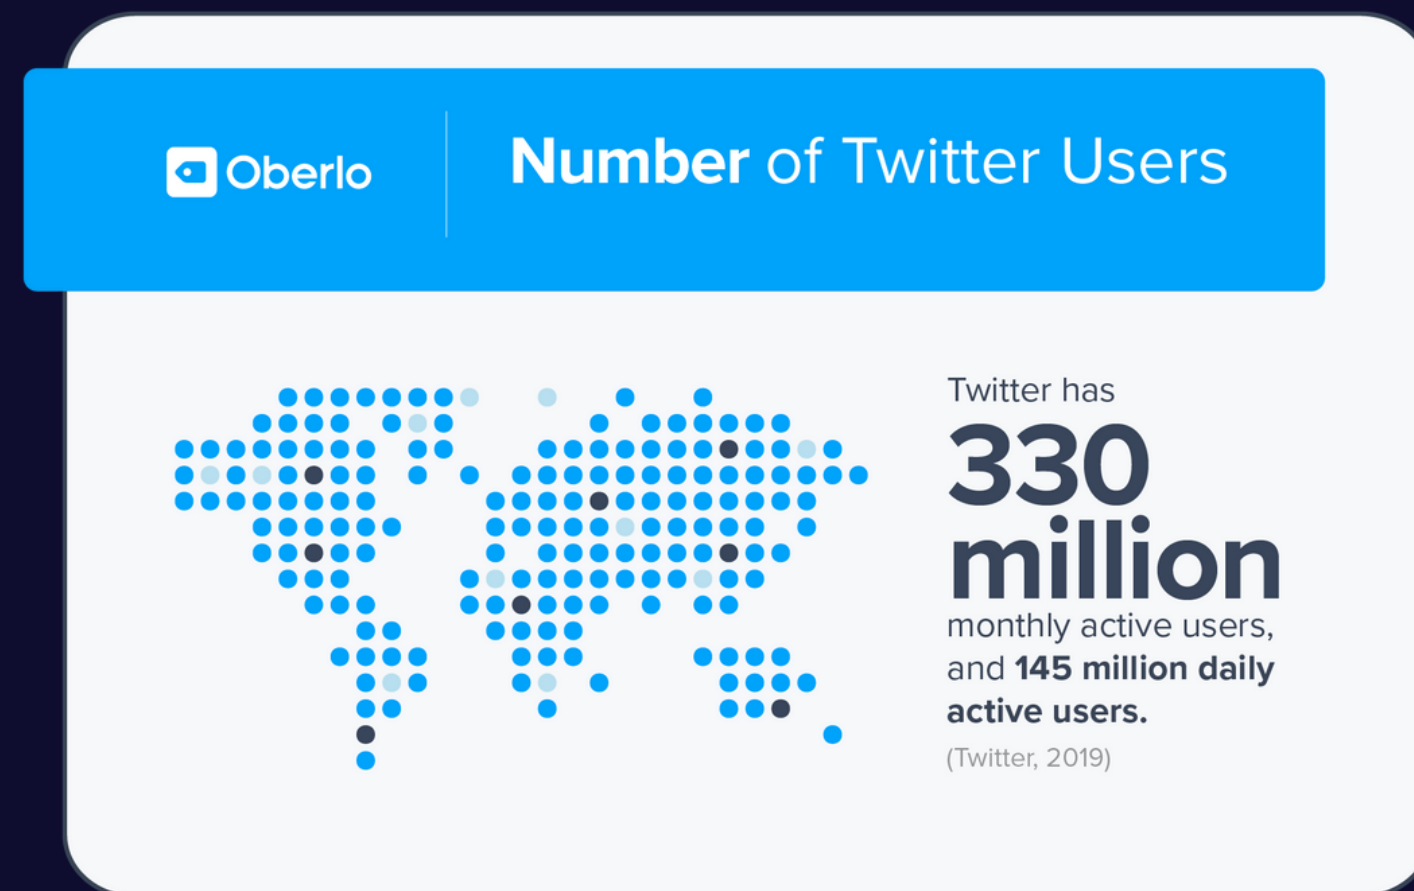 Oberlo
Number of Twitter Users
Twitter has
330
million
monthly active users,
and 145 million daily
active users.
(Twitter, 2019)